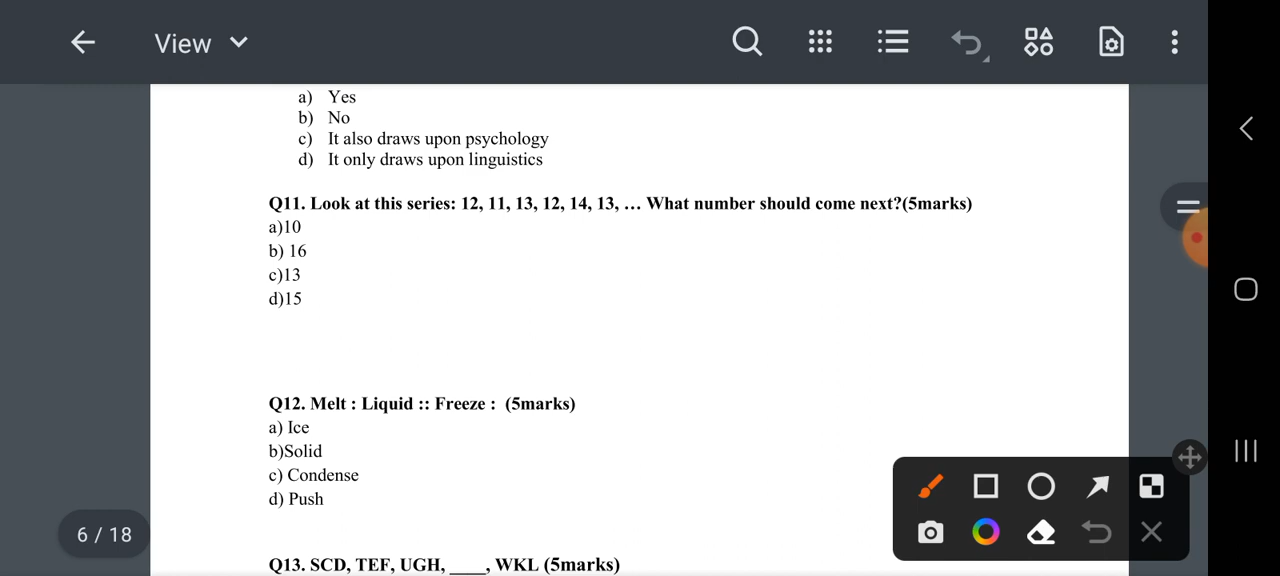 View
a) Yes
b) No
c) It also draws upon psychology
d) It only draws upon linguistics
Q11. Look at this series: 12, 11, 13, 12, 14, 13, … What number should come next?(5marks)
a)10
b) 16
c)13
d)15
Q12. Melt : Liquid :: Freeze : (5marks)
a) Ice
b)Solid
c) Condense
d) Push
6 / 18
Q13. SCD, TEF, UGH, ____, WKL (5marks)